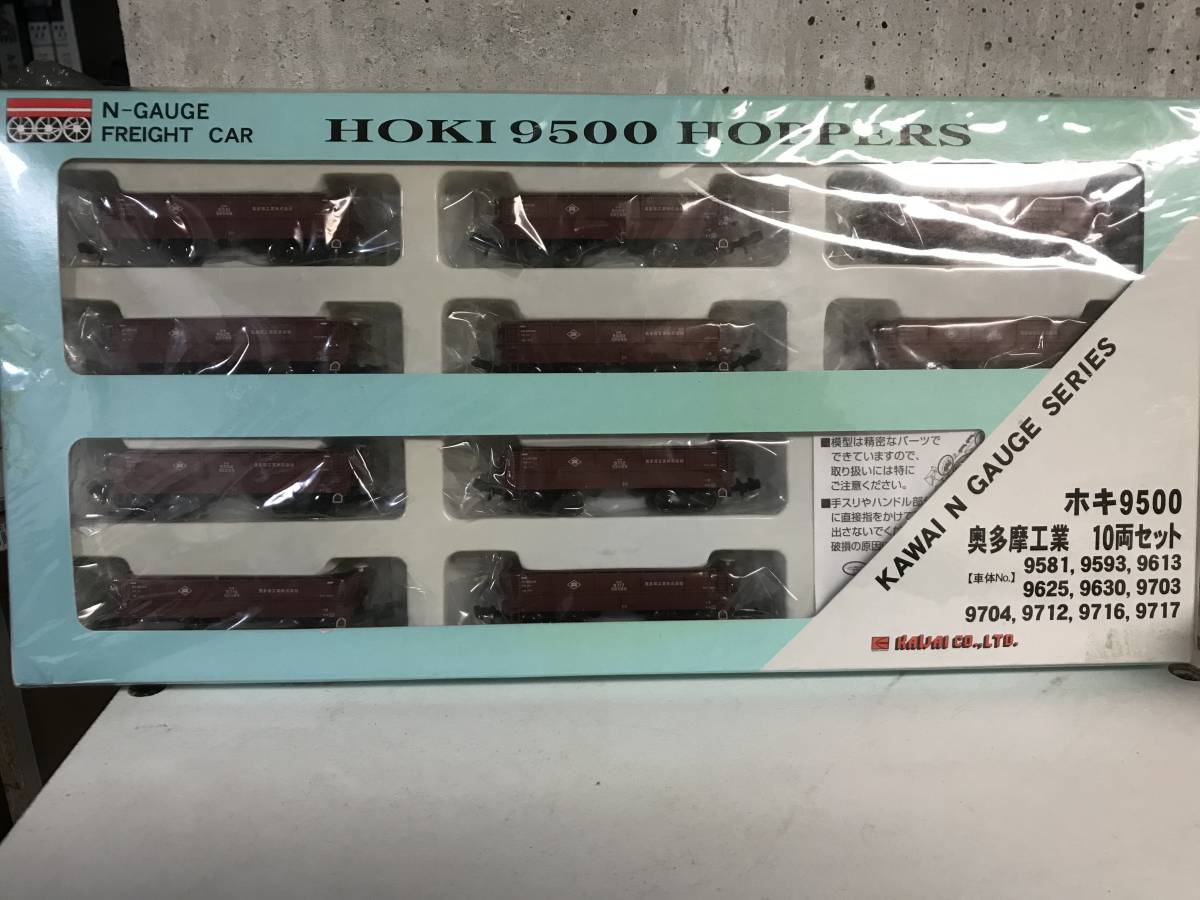 N-GAUGE
FREIGHT CAR
HOKI 9500 HOPPERS
■模型は精密なパーツで
できていますので、
取り扱いには特に
ご注意ください。
■手スリやハンドル部
に直接指をかけて
出さないでく
破損の原因
KAWAI N GAUGE SERIES
ホキ9500
奥多摩工業 10両セット
【車体No.】
9581, 9593, 9613
9625, 9630, 9703
9704, 9712, 9716, 9717
KAWAI CO.,LTD.